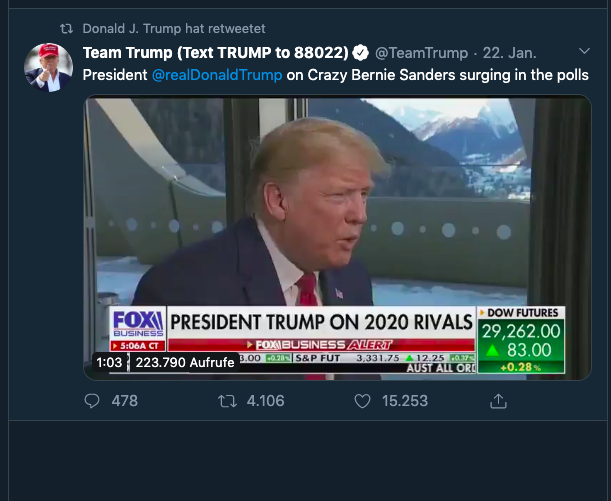 Donald J. Trump hat retweetet
Team Trump (Text TRUMP to 88022) @TeamTrump · 22. Jan.
President @realDonaldTrump on Crazy Bernie Sanders surging in the polls
FOX
BUSINESS
PRESIDENT TRUMP ON 2020 RIVALS
DOW FUTURES
29,262.00
▲ 83.00
+0.28%
5:06A CT
FOX BUSINESS ALERT
1:03 223.790 Aufrufe
3.00 +0.28% S&P FUT 3,331.75 ▲ 12.25 +0.37%
AUST ALL ORD
478 4.106 15.253